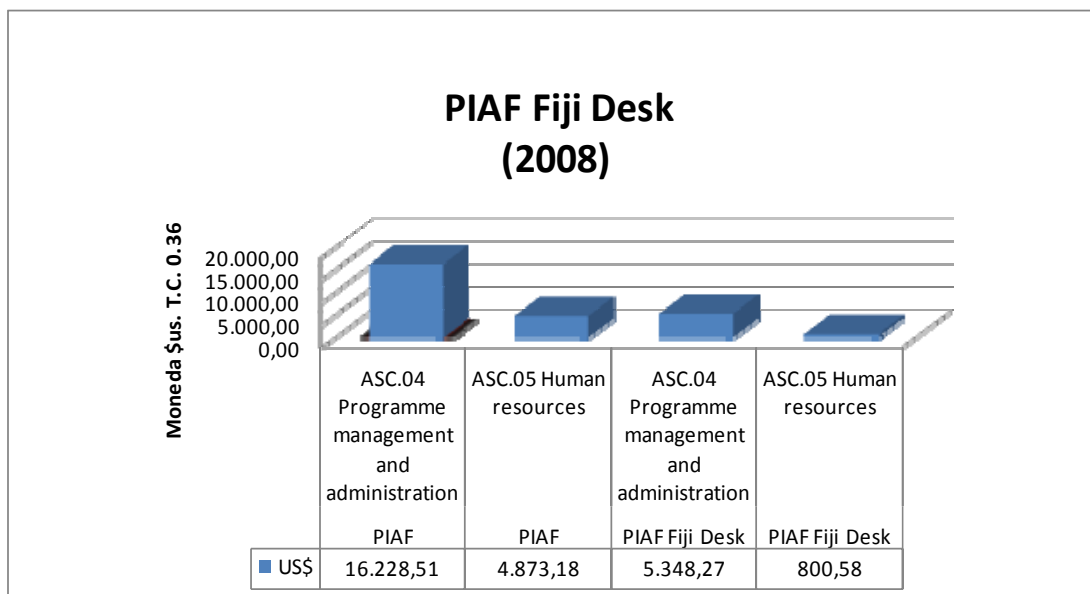 PIAF Fiji Desk
(2008)
Moneda $us. T.C. 0.36
20.000,00
15.000,00
10.000,00
5.000,00
0,00
ASC.04
Programme
management
and
administration
ASC.05 Human
resources
ASC.04
Programme
management
and
administration
ASC.05 Human
resources
PIAF
PIAF
PIAF Fiji Desk
PIAF Fiji Desk
US$
16.228,51
4.873,18
5.348,27
800,58